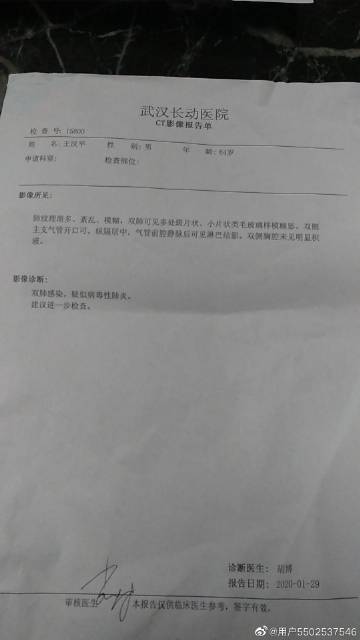 武汉长动医院
CT影像报告单
检 查 号: 15800
姓 名: 王汉平 性 别: 男 年 龄: 64岁
申请科室: 检查部位:
影像所见:
肺纹理增多、紊乱、模糊, 双肺可见多处斑片状、小片状类毛玻璃样模糊影, 双侧
主支气管开口可, 纵隔居中, 气管前腔静脉后可见淋巴结影, 双侧胸腔未见明显积
液。
影像诊断:
双肺感染, 疑似病毒性肺炎。
建议进一步检查。
诊断医生: 胡博
报告日期: 2020-01-29
审核医生 本报告仅供临床医生参考, 签字有效。
@用户5502537546